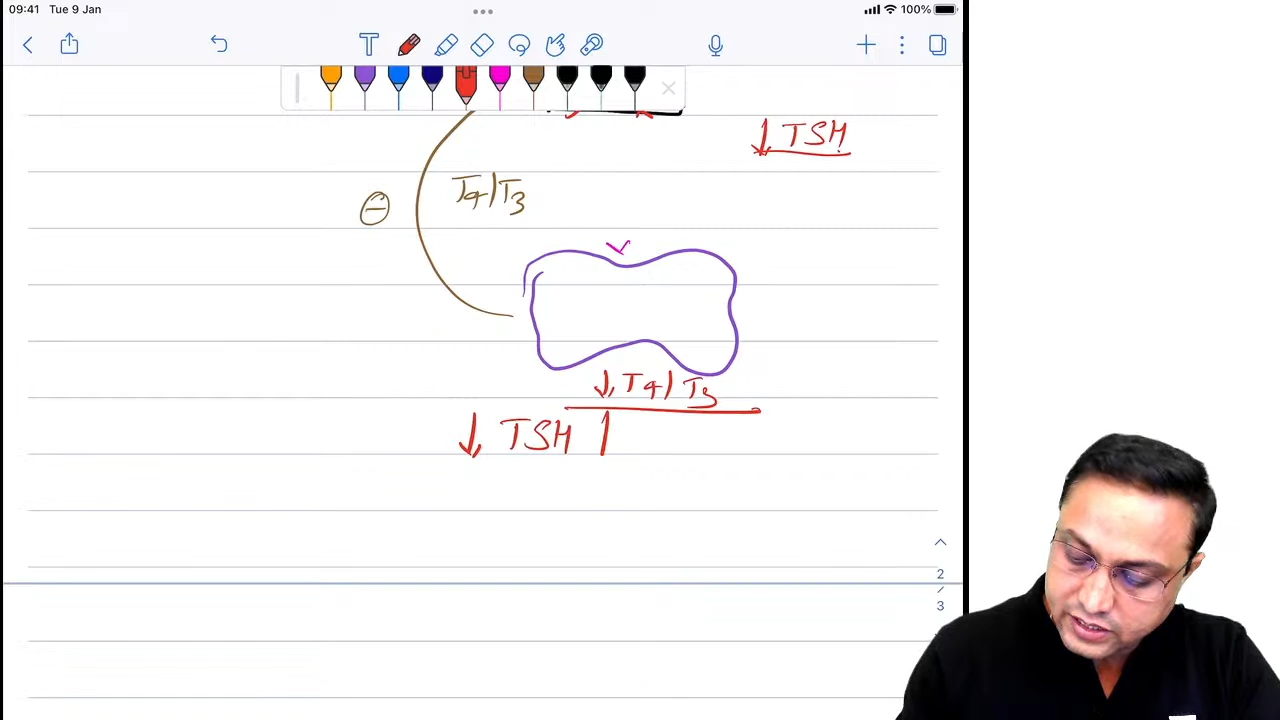 09:41 Tue 9 Jan
100%
T
↓ TSH
⊖ T4/T3
↓ T4/T3
↓ TSH
2
3